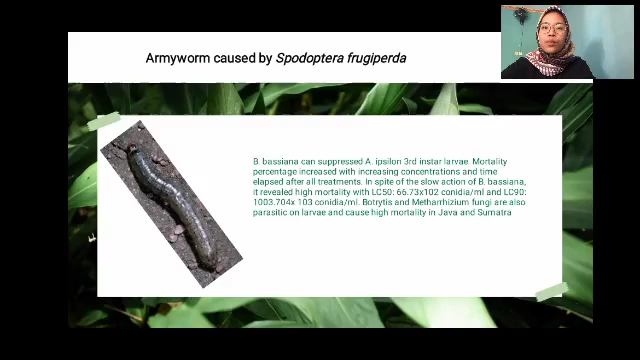 Armyworm caused by Spodoptera frugiperda
B. bassiana can suppressed A. ipsilon 3rd instar larvae. Mortality
percentage increased with increasing concentrations and time
elapsed after all treatments. In spite of the slow action of B. bassiana,
it revealed high mortality with LC50: 66.73x102 conidia/ml and LC90:
1003.704x 103 conidia/ml. Botrytis and Metharrhizium fungi are also
parasitic on larvae and cause high mortality in Java and Sumatra